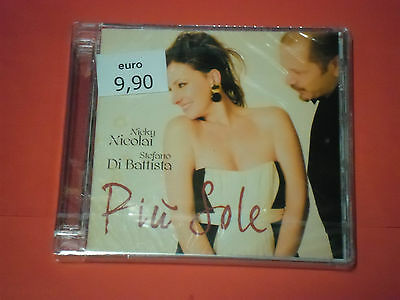 euro
9,90
Nicky
Nicolai
Stefano
Di Battista
Più Sole